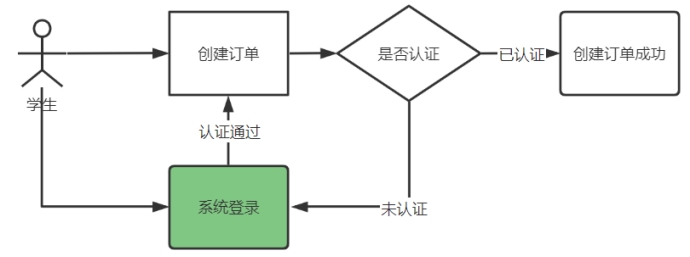 创建订单
是否认证
已认证
创建订单成功
学生
认证通过
系统登录
未认证